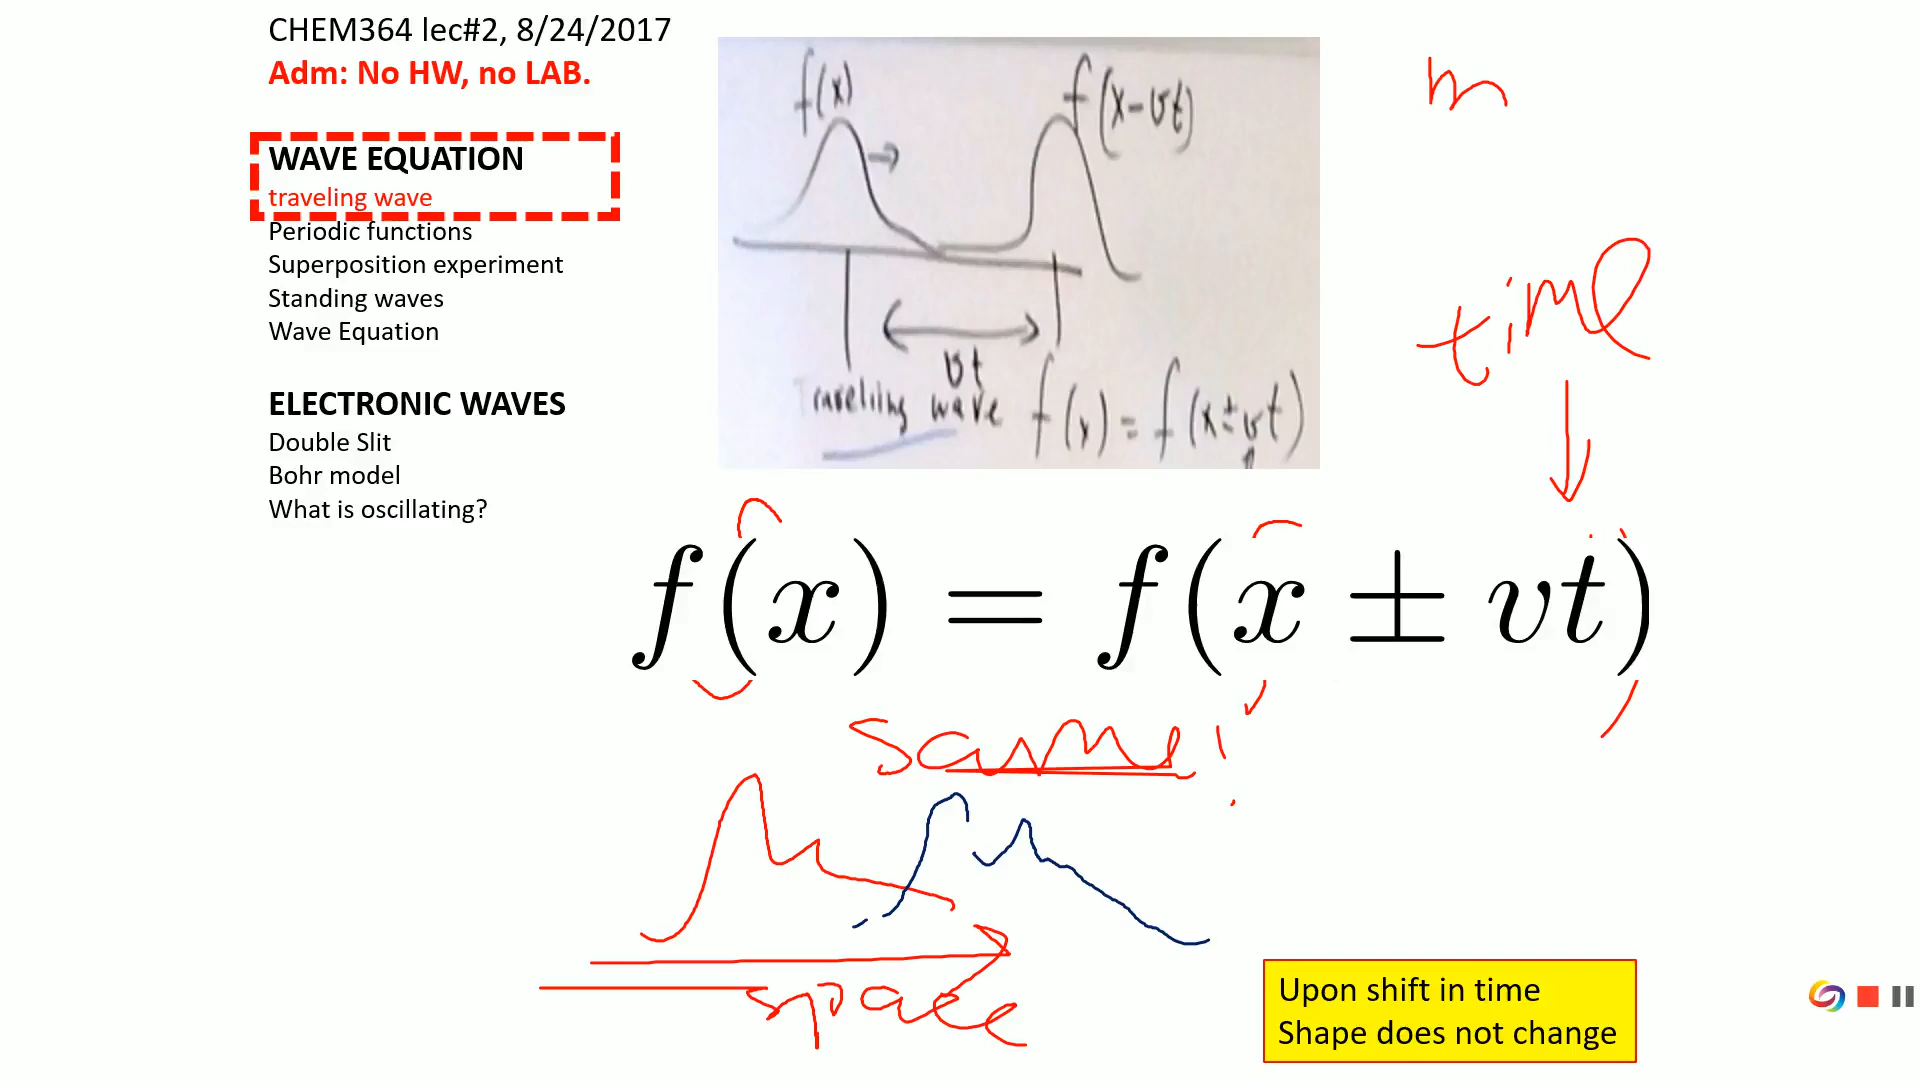 CHEM364 lec#2, 8/24/2017
Adm: No HW, no LAB.
WAVE EQUATION
traveling wave
Periodic functions
Superposition experiment
Standing waves
Wave Equation
ELECTRONIC WAVES
Double Slit
Bohr model
What is oscillating?
f(x)
f(x-vt)
vt
Traveling wave f(x) = f(x±vt)
time
f(x) = f(x ± vt)
same!
space
Upon shift in time
Shape does not change